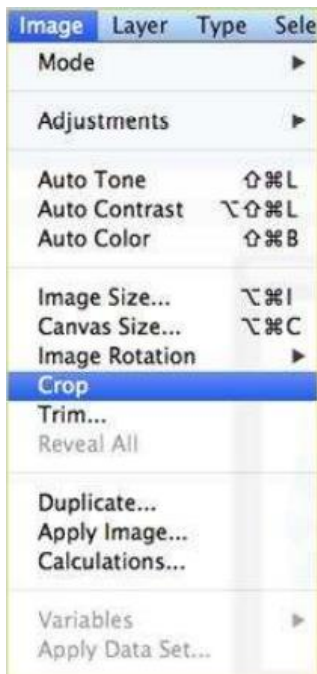 Image Layer Type Sele
Mode ▶
Adjustments ▶
Auto Tone ⇧⌘L
Auto Contrast ⌥⇧⌘L
Auto Color ⇧⌘B
Image Size... ⌥⌘I
Canvas Size... ⌥⌘C
Image Rotation ▶
Crop
Trim...
Reveal All
Duplicate...
Apply Image...
Calculations...
Variables ▶
Apply Data Set...